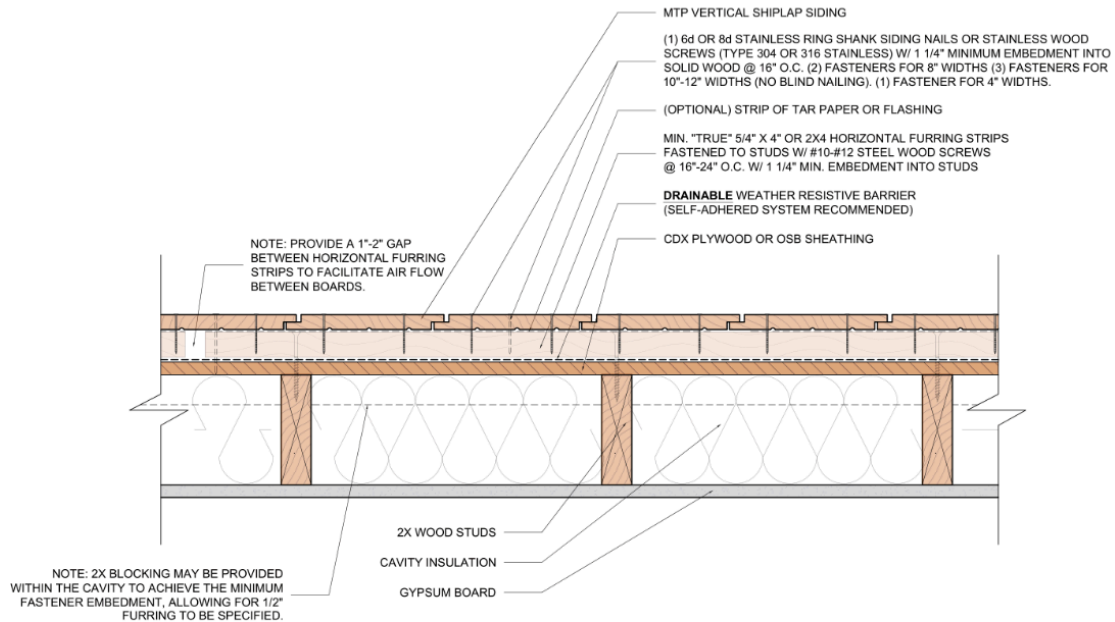 MTP VERTICAL SHIPLAP SIDING
(1) 6d OR 8d STAINLESS RING SHANK SIDING NAILS OR STAINLESS WOOD
SCREWS (TYPE 304 OR 316 STAINLESS) W/ 1 1/4" MINIMUM EMBEDMENT INTO
SOLID WOOD @ 16" O.C. (2) FASTENERS FOR 8" WIDTHS (3) FASTENERS FOR
10"-12" WIDTHS (NO BLIND NAILING). (1) FASTENER FOR 4" WIDTHS.
(OPTIONAL) STRIP OF TAR PAPER OR FLASHING
MIN. "TRUE" 5/4" X 4" OR 2X4 HORIZONTAL FURRING STRIPS
FASTENED TO STUDS W/ #10-#12 STEEL WOOD SCREWS
@ 16"-24" O.C. W/ 1 1/4" MIN. EMBEDMENT INTO STUDS
DRAINABLE WEATHER RESISTIVE BARRIER
(SELF-ADHERED SYSTEM RECOMMENDED)
CDX PLYWOOD OR OSB SHEATHING
NOTE: PROVIDE A 1"-2" GAP
BETWEEN HORIZONTAL FURRING
STRIPS TO FACILITATE AIR FLOW
BETWEEN BOARDS.
2X WOOD STUDS
CAVITY INSULATION
GYPSUM BOARD
NOTE: 2X BLOCKING MAY BE PROVIDED
WITHIN THE CAVITY TO ACHIEVE THE MINIMUM
FASTENER EMBEDMENT, ALLOWING FOR 1/2"
FURRING TO BE SPECIFIED.